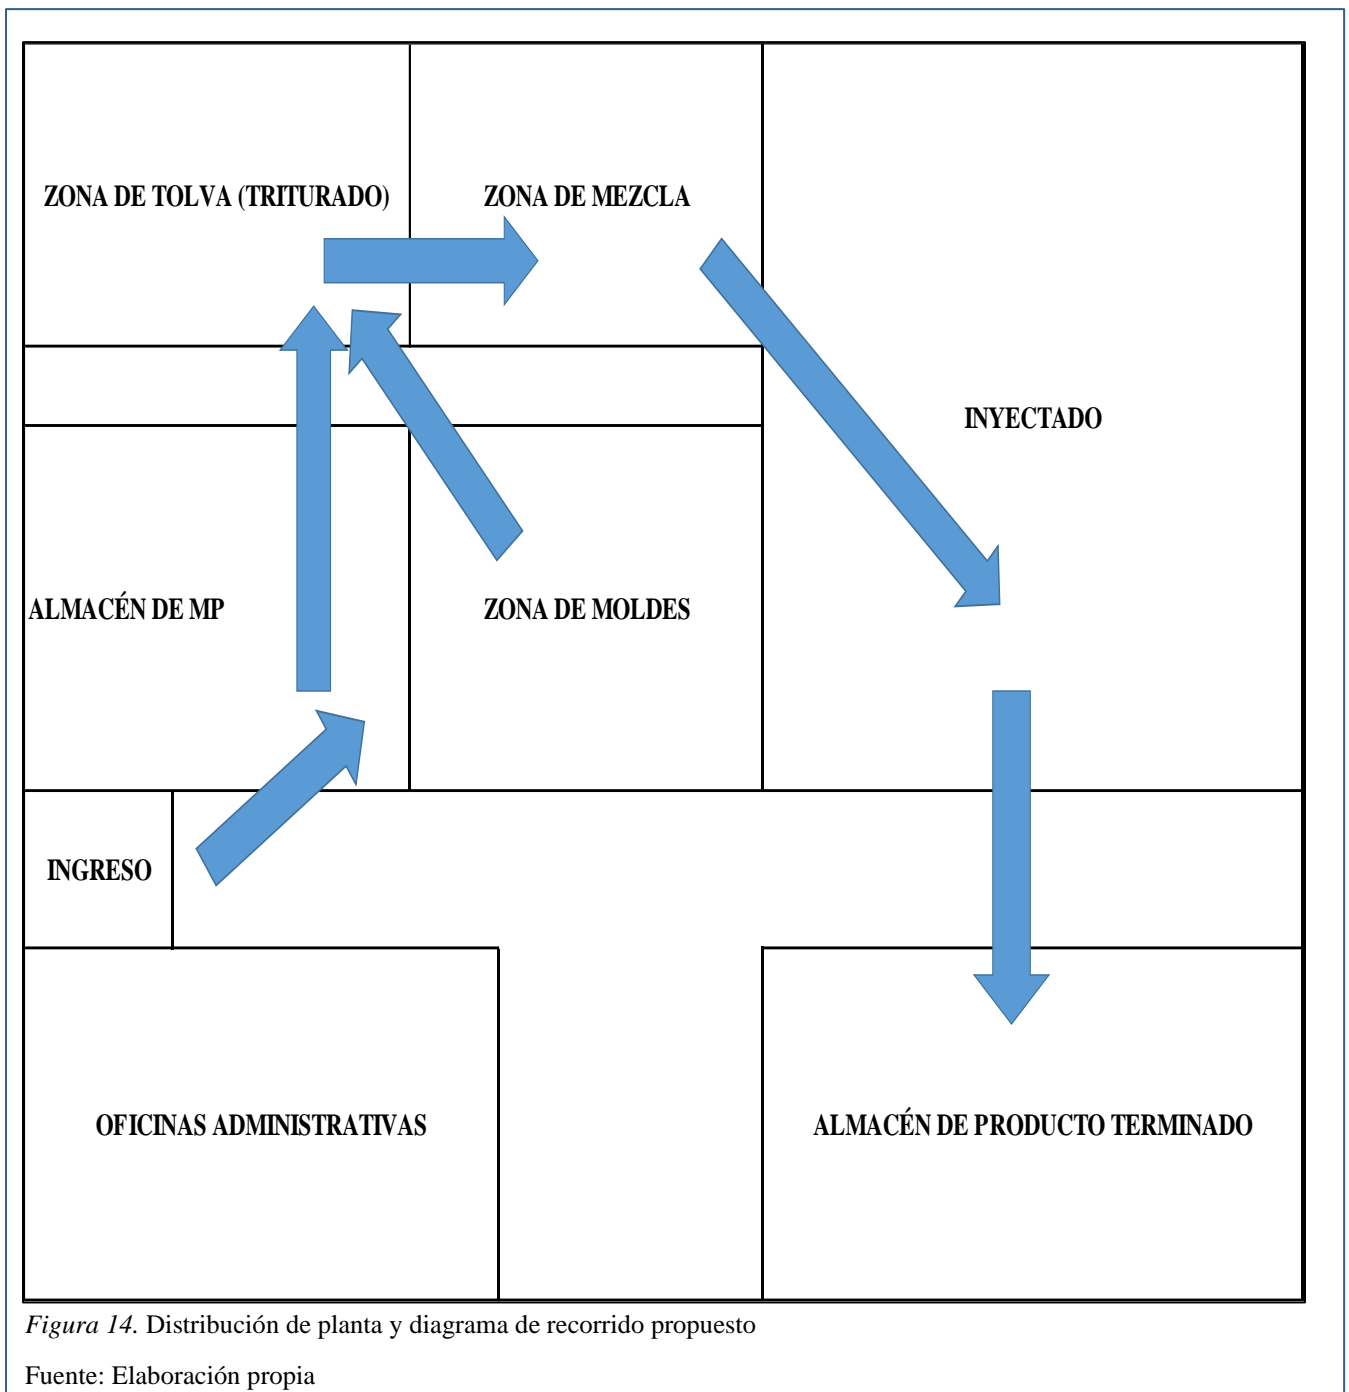 ZONA DE TOLVA (TRITURADO)
ZONA DE MEZCLA
INYECTADO
ALMACÉN DE MP
ZONA DE MOLDES
INGRESO
OFICINAS ADMINISTRATIVAS
ALMACÉN DE PRODUCTO TERMINADO
Figura 14. Distribución de planta y diagrama de recorrido propuesto
Fuente: Elaboración propia